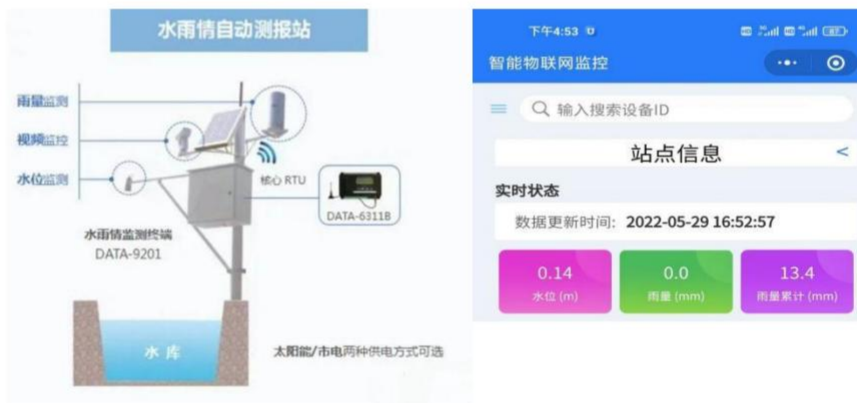 水雨情自动测报站
雨量监测
视频监控
水位监测
核心 RTU
DATA-6311B
水雨情监测终端
DATA-9201
水 库
太阳能/市电两种供电方式可选
下午4:53
智能物联网监控
输入搜索设备ID
站点信息
<
实时状态
数据更新时间: 2022-05-29 16:52:57
0.14
水位 (m)
0.0
雨量 (mm)
13.4
雨量累计 (mm)